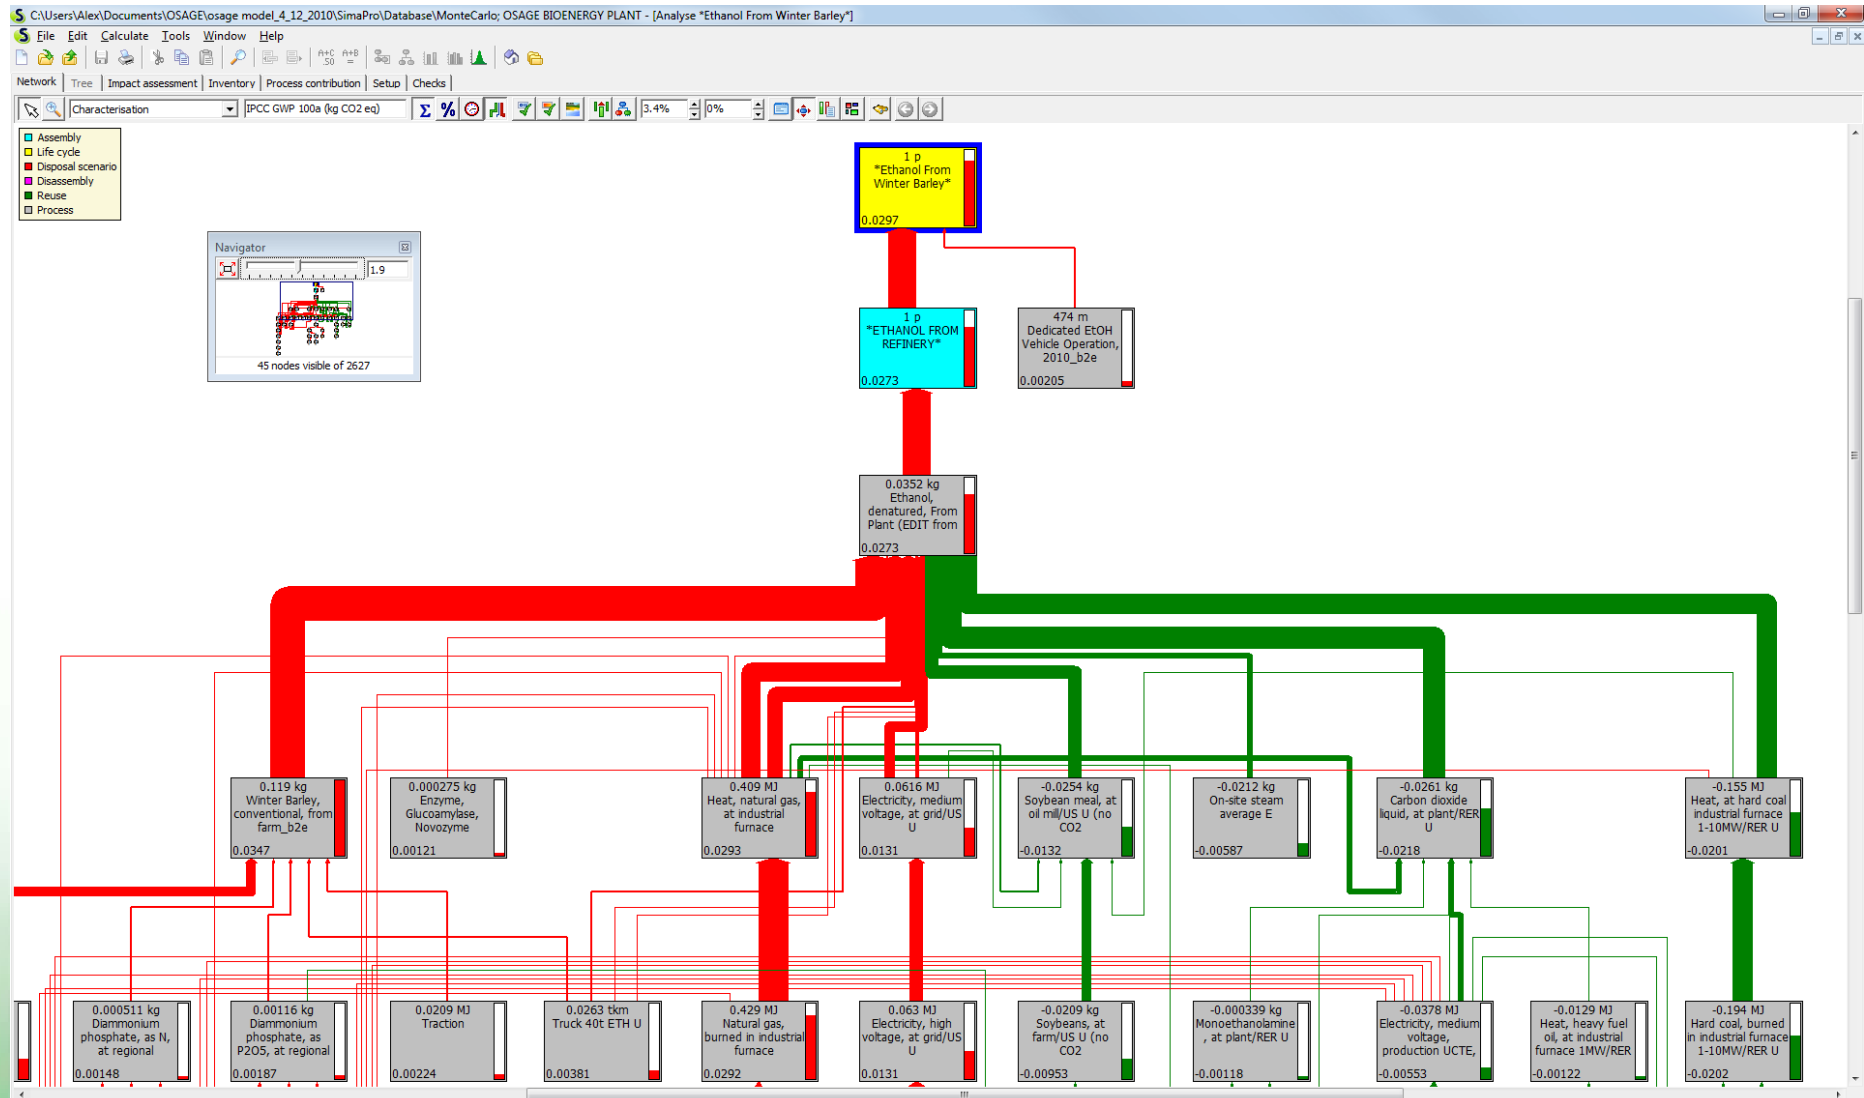 C:\Users\Alex\Documents\OSAGE\osage model_4_12_2010\SimaPro\Database\MonteCarlo; OSAGE BIOENERGY PLANT - [Analyse *Ethanol From Winter Barley*]
File Edit Calculate Tools Window Help
A+C 50 A+B =
Network Tree Impact assessment Inventory Process contribution Setup Checks
Characterisation IPCC GWP 100a (kg CO2 eq) Σ % 3.4% 0%
Assembly
Life cycle
Disposal scenario
Disassembly
Reuse
Process
Navigator
1.9
45 nodes visible of 2627
1 p
*Ethanol From
Winter Barley*
0.0297
1 p
*ETHANOL FROM
REFINERY*
0.0273
474 m
Dedicated EtOH
Vehicle Operation,
2010_b2e
0.00205
0.0352 kg
Ethanol,
denatured, From
Plant (EDIT from
0.0273
0.119 kg
Winter Barley,
conventional, from
farm_b2e
0.0347
0.000275 kg
Enzyme,
Glucoamylase,
Novozyme
0.00121
0.409 MJ
Heat, natural gas,
at industrial
furnace
0.0293
0.0616 MJ
Electricity, medium
voltage, at grid/US
U
0.0131
-0.0254 kg
Soybean meal, at
oil mill/US U (no
CO2
-0.0132
-0.0212 kg
On-site steam
average E
-0.00587
-0.0261 kg
Carbon dioxide
liquid, at plant/RER
U
-0.0218
-0.155 MJ
Heat, at hard coal
industrial furnace
1-10MW/RER U
-0.0201
0.000511 kg
Diammonium
phosphate, as N,
at regional
0.00148
0.00116 kg
Diammonium
phosphate, as
P2O5, at regional
0.00187
0.0209 MJ
Traction
0.00224
0.0263 tkm
Truck 40t ETH U
0.00381
0.429 MJ
Natural gas,
burned in industrial
furnace
0.0292
0.063 MJ
Electricity, high
voltage, at grid/US
U
0.0131
-0.0209 kg
Soybeans, at
farm/US U (no
CO2
-0.00953
-0.000339 kg
Monoethanolamine
, at plant/RER U
-0.00118
-0.0378 MJ
Electricity, medium
voltage,
production UCTE,
-0.00553
-0.0129 MJ
Heat, heavy fuel
oil, at industrial
furnace 1MW/RER
-0.00122
-0.194 MJ
Hard coal, burned
in industrial furnace
1-10MW/RER U
-0.0202